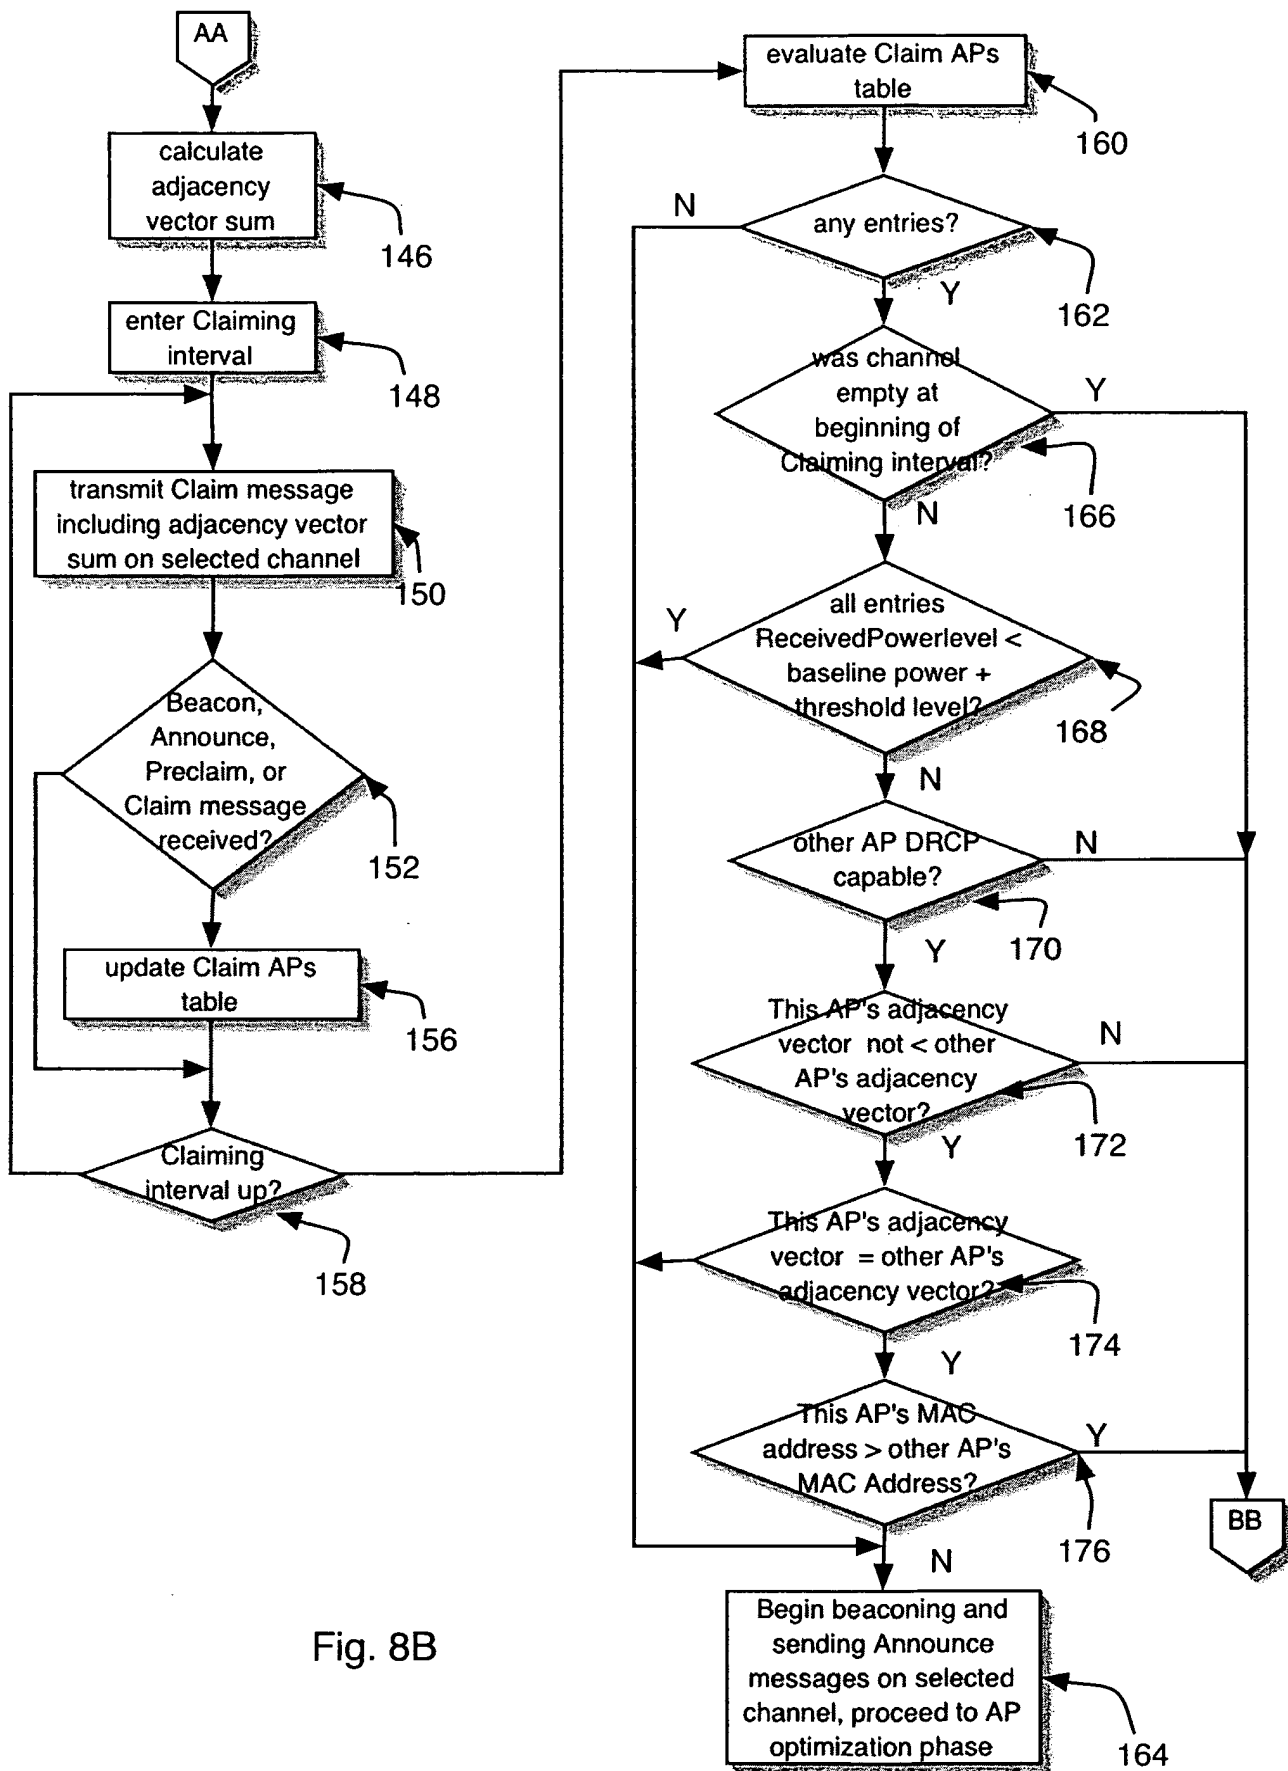 AA
calculate
adjacency
vector sum
146
enter Claiming
interval
148
transmit Claim message
including adjacency vector
sum on selected channel
150
Beacon,
Announce,
Preclaim, or
Claim message
received?
152
update Claim APs
table
156
Claiming
interval up?
158
evaluate Claim APs
table
160
N
any entries?
162
Y
was channel
empty at
beginning of
Claiming interval?
Y
166
N
all entries
ReceivedPowerlevel <
baseline power +
threshold level?
Y
168
N
other AP DRCP
capable?
N
170
Y
This AP's adjacency
vector not < other
AP's adjacency
vector?
N
172
Y
This AP's adjacency
vector = other AP's
adjacency vector?
174
Y
This AP's MAC
address > other AP's
MAC Address?
Y
176
BB
N
Begin beaconing and
sending Announce
messages on selected
channel, proceed to AP
optimization phase
164
Fig. 8B